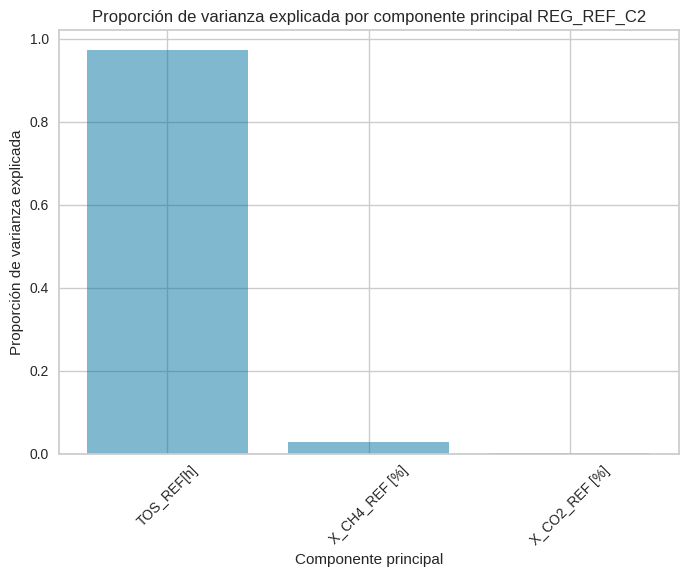 Proporción de varianza explicada por componente principal REG_REF_C2
Proporción de varianza explicada
1.0
0.8
0.6
0.4
0.2
0.0
TOS_REF[h]
X_CH4_REF [%]
X_CO2_REF [%]
Componente principal